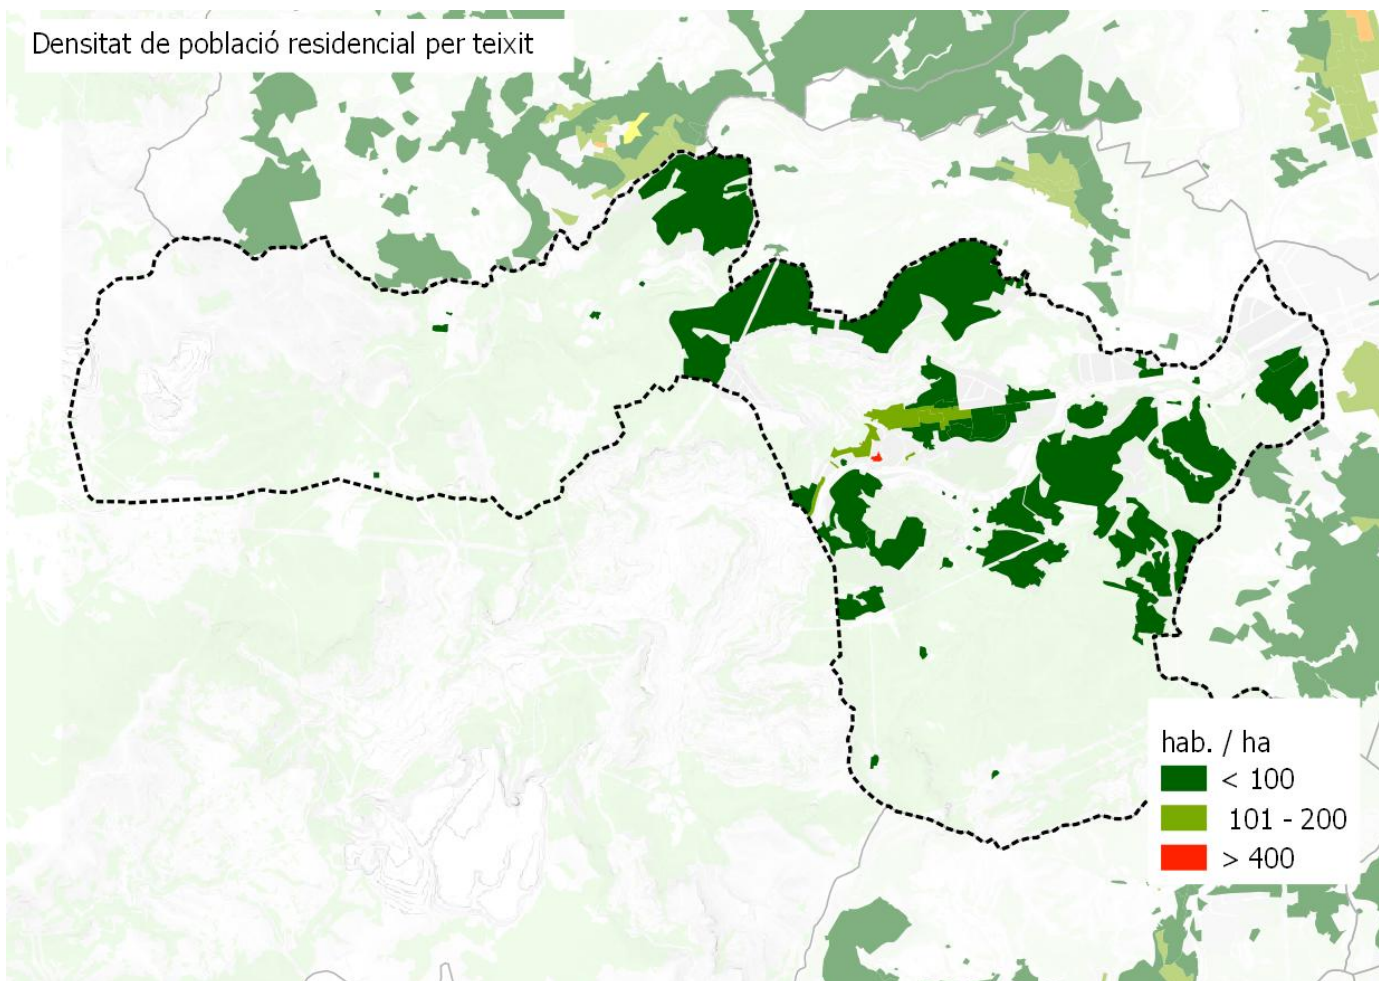 Densitat de població residencial per teixit
hab. / ha
< 100
101 - 200
> 400